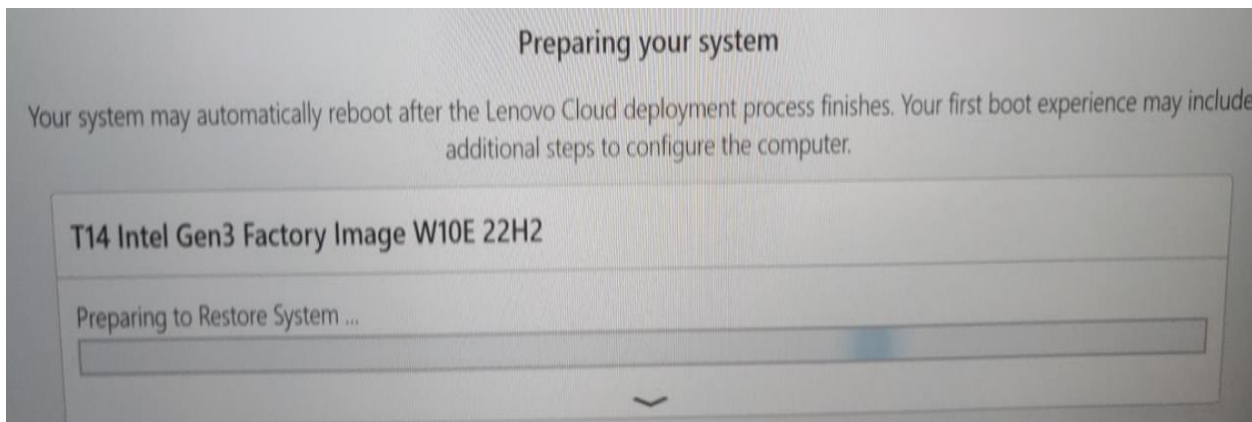 Preparing your system
Your system may automatically reboot after the Lenovo Cloud deployment process finishes. Your first boot experience may include
additional steps to configure the computer.
T14 Intel Gen3 Factory Image W10E 22H2
Preparing to Restore System ...